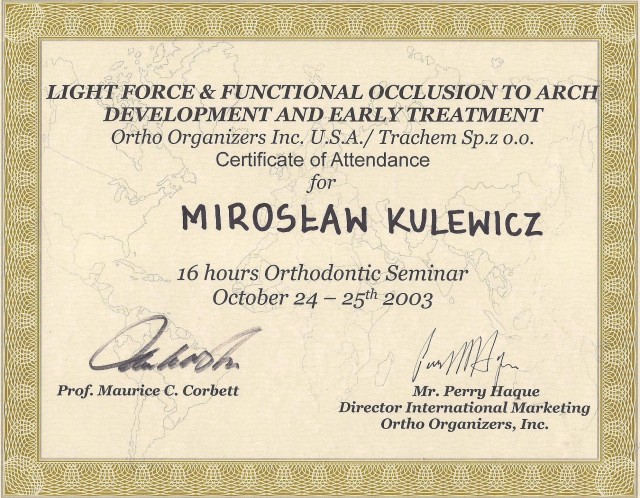 LIGHT FORCE & FUNCTIONAL OCCLUSION TO ARCH
DEVELOPMENT AND EARLY TREATMENT
Ortho Organizers Inc. U.S.A./ Trachem Sp.z o.o.
Certificate of Attendance
for
MIROSŁAW KULEWICZ
16 hours Orthodontic Seminar
October 24 – 25th 2003
Prof. Maurice C. Corbett
Mr. Perry Haque
Director International Marketing
Ortho Organizers, Inc.